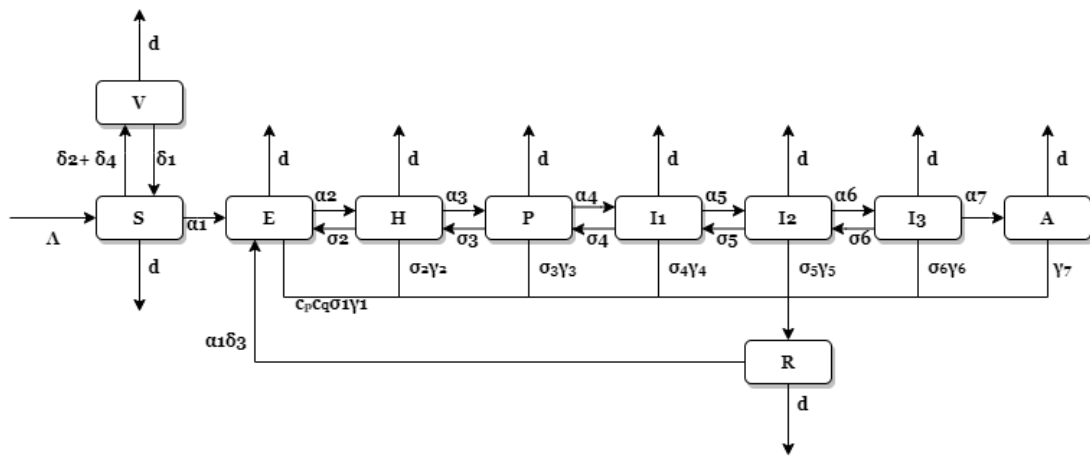 d
V
δ2+ δ4 δ1
d d d d d d d
Λ S α1 E α2 σ2 H α3 σ3 P α4 σ4 I1 α5 σ5 I2 α6 σ6 I3 α7 A
d
σ2γ2 σ3γ3 σ4γ4 σ5γ5 σ6γ6 γ7
cpcqσ1γ1
α1δ3
R
d